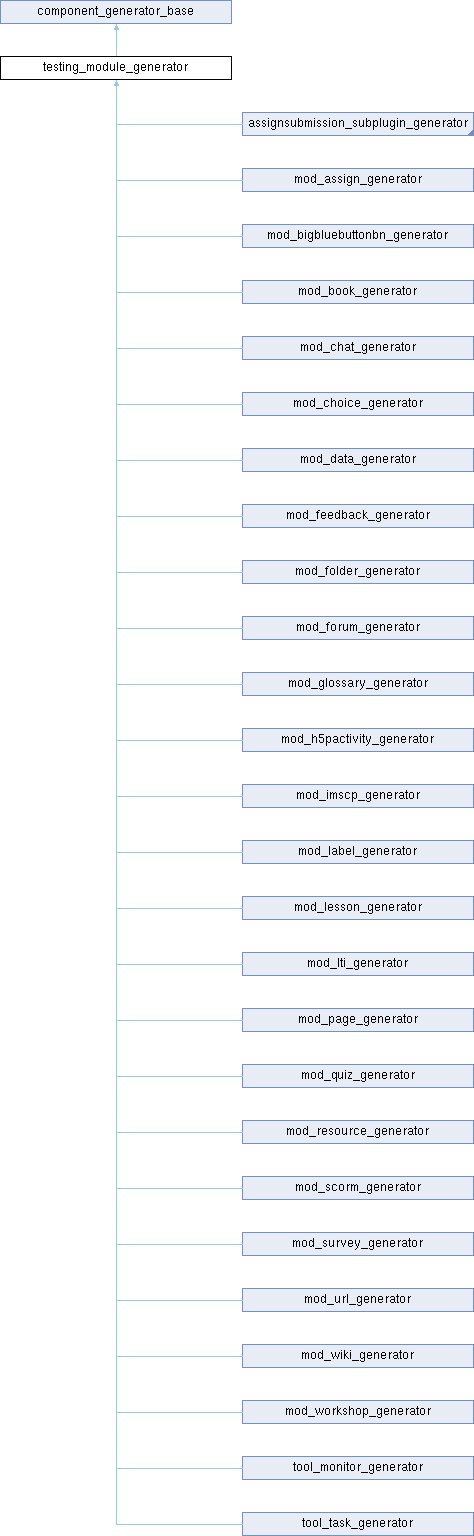 component_generator_base
testing_module_generator
assignsubmission_subplugin_generator
mod_assign_generator
mod_bigbluebuttonbn_generator
mod_book_generator
mod_chat_generator
mod_choice_generator
mod_data_generator
mod_feedback_generator
mod_folder_generator
mod_forum_generator
mod_glossary_generator
mod_h5pactivity_generator
mod_imscp_generator
mod_label_generator
mod_lesson_generator
mod_lti_generator
mod_page_generator
mod_quiz_generator
mod_resource_generator
mod_scorm_generator
mod_survey_generator
mod_url_generator
mod_wiki_generator
mod_workshop_generator
tool_monitor_generator
tool_task_generator